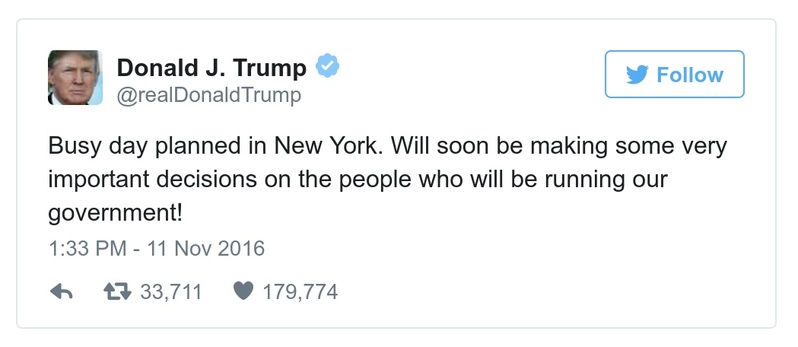 Donald J. Trump
@realDonaldTrump
Follow
Busy day planned in New York. Will soon be making some very
important decisions on the people who will be running our
government!
1:33 PM - 11 Nov 2016
33,711 179,774